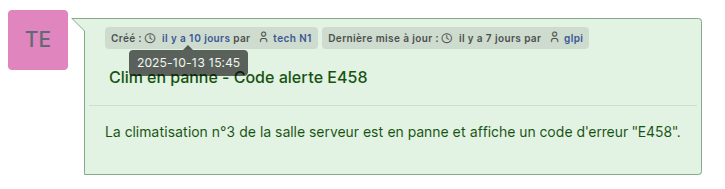 TE
Créé : il y a 10 jours par tech N1 Dernière mise à jour : il y a 7 jours par glpi
2025-10-13 15:45
Clim en panne - Code alerte E458
La climatisation n°3 de la salle serveur est en panne et affiche un code d'erreur "E458".